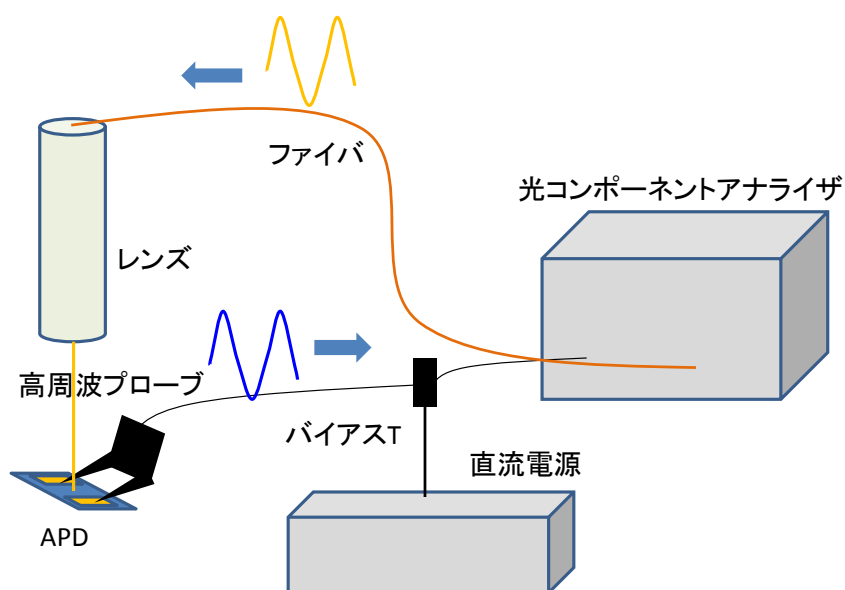 ファイバ
光コンポーネントアナライザ
レンズ
高周波プローブ
バイアスT
直流電源
APD